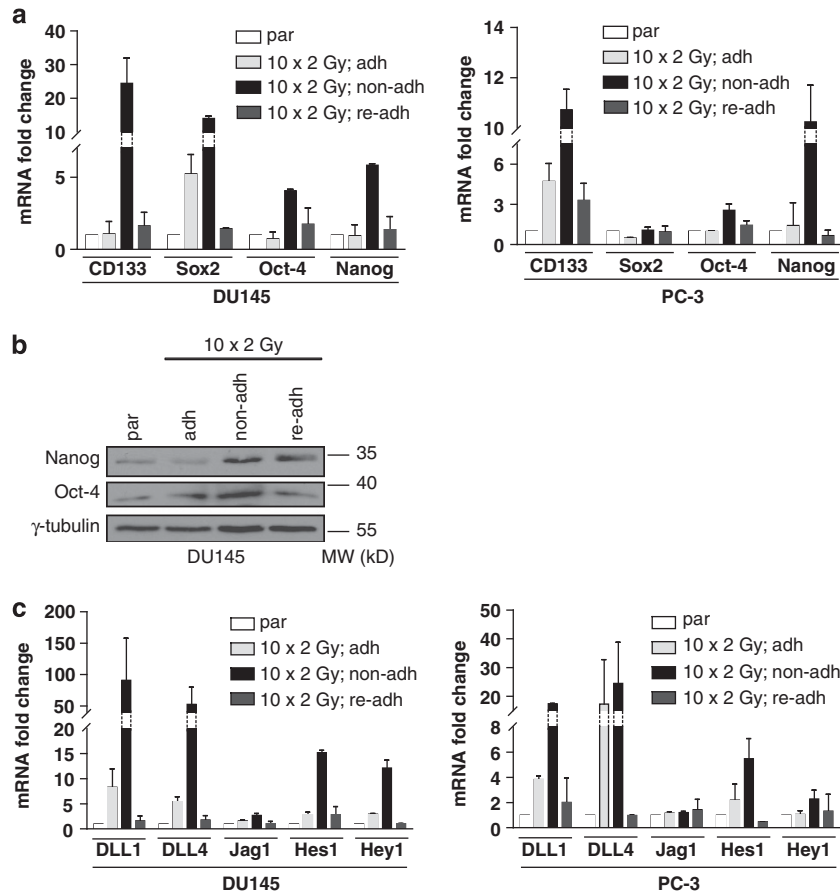 a
mRNA fold change
40
30
20
10
5
0
par
10 x 2 Gy; adh
10 x 2 Gy; non-adh
10 x 2 Gy; re-adh
CD133 Sox2 Oct-4 Nanog
DU145
mRNA fold change
14
12
10
6
3
0
par
10 x 2 Gy; adh
10 x 2 Gy; non-adh
10 x 2 Gy; re-adh
CD133 Sox2 Oct-4 Nanog
PC-3
b
10 x 2 Gy
par adh non-adh re-adh
Nanog 35
Oct-4 40
γ-tubulin 55
DU145 MW (kD)
c
mRNA fold change
200
150
100
50
20
15
10
5
0
par
10 x 2 Gy; adh
10 x 2 Gy; non-adh
10 x 2 Gy; re-adh
DLL1 DLL4 Jag1 Hes1 Hey1
DU145
mRNA fold change
50
40
30
20
8
6
4
2
0
par
10 x 2 Gy; adh
10 x 2 Gy; non-adh
10 x 2 Gy; re-adh
DLL1 DLL4 Jag1 Hes1 Hey1
PC-3